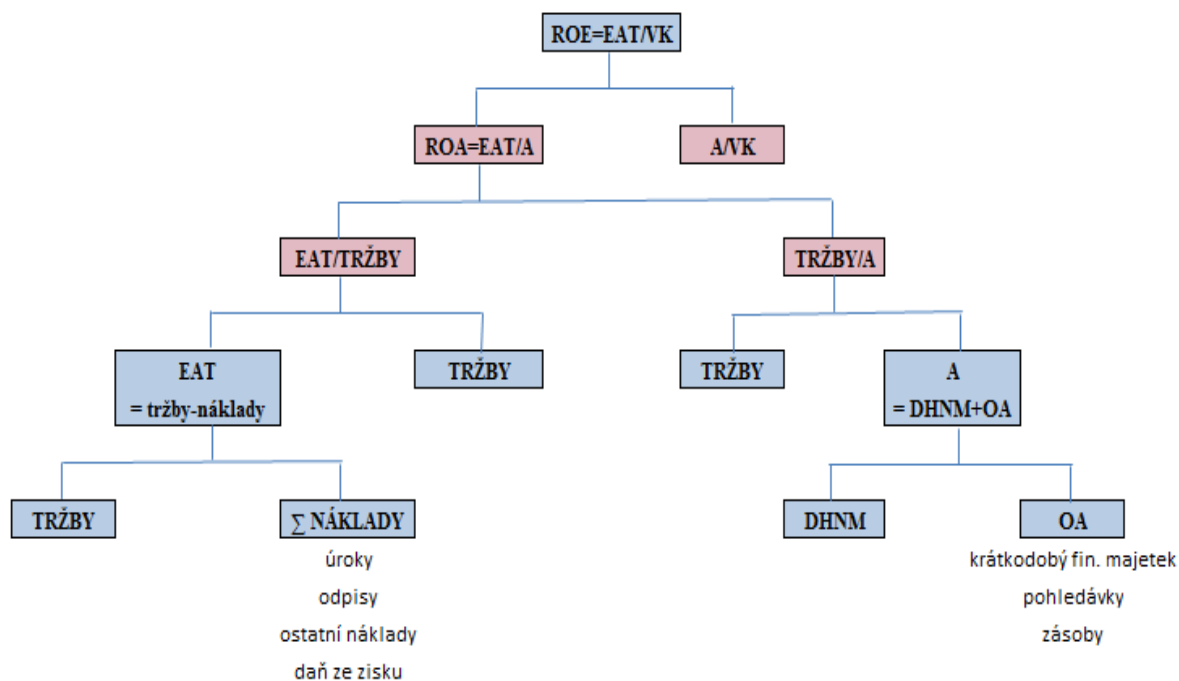 ROE=EAT/VK
ROA=EAT/A
A/VK
EAT/TRŽBY
TRŽBY/A
EAT
= tržby-náklady
TRŽBY
TRŽBY
A
= DHNM+OA
TRŽBY
∑ NÁKLADY
úroky
odpisy
ostatní náklady
daň ze zisku
DHNM
OA
krátkodobý fin. majetek
pohledávky
zásoby